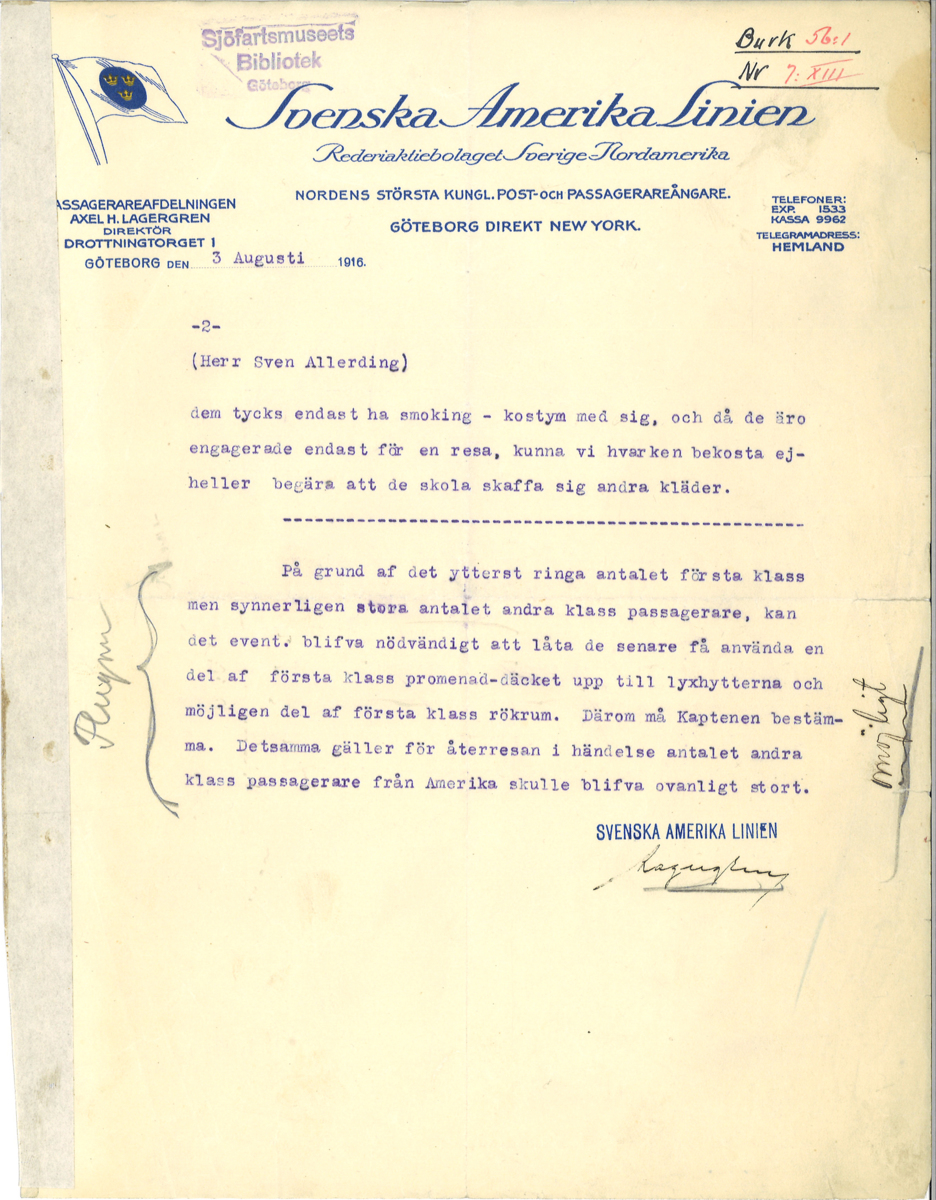 Sjöfartsmuseets
Bibliotek
Göteborg
Burk 56:1
Nr 7: XIII
Svenska Amerika Linien
Rederiaktiebolaget Sverige-Nordamerika
NORDENS STÖRSTA KUNGL. POST- OCH PASSAGERAREÅNGARE.
GÖTEBORG DIREKT NEW YORK.
ASSAGERAREAFDELNINGEN
AXEL H. LAGERGREN
DIREKTÖR
DROTTNINGTORGET 1
GÖTEBORG DEN 3 Augusti 1916.
TELEFONER:
EXP. 1533
KASSA 9962
TELEGRAMADRESS:
HEMLAND
-2-
(Herr Sven Allerding)
dem tycks endast ha smoking - kostym med sig, och då de äro
engagerade endast för en resa, kunna vi hvarken bekosta ej-
heller begära att de skola skaffa sig andra kläder.
På grund af det ytterst ringa antalet första klass
men synnerligen stora antalet andra klass passagerare, kan
det event. blifva nödvändigt att låta de senare få använda en
del af första klass promenad-däcket upp till lyxhytterna och
möjligen del af första klass rökrum. Därom må Kaptenen bestäm-
ma. Detsamma gäller för återresan i händelse antalet andra
klass passagerare från Amerika skulle blifva ovanligt stort.
omöjligt
SVENSKA AMERIKA LINIEN